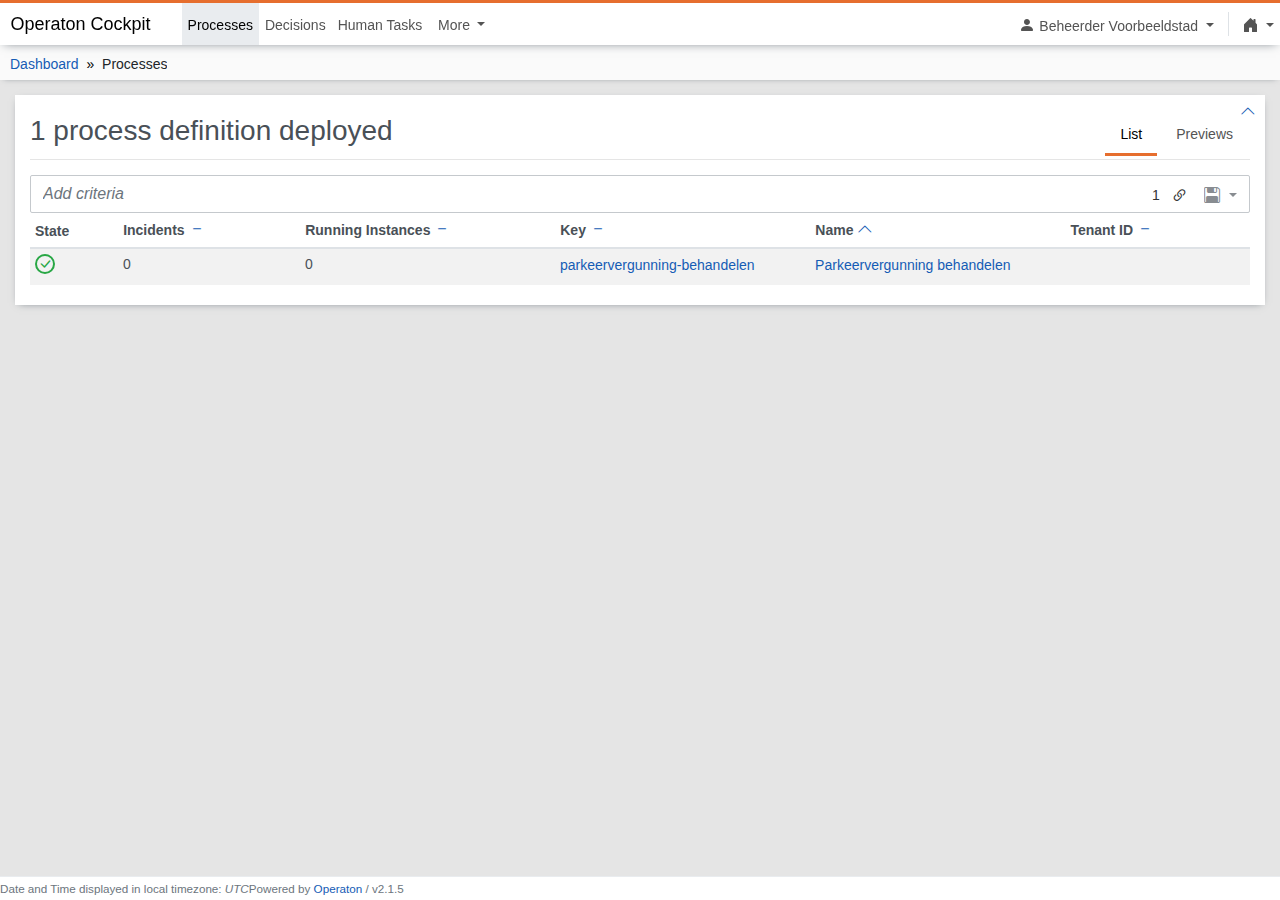 Operaton Cockpit
Processes
Decisions
Human Tasks
More
Beheerder Voorbeeldstad
Dashboard » Processes
1 process definition deployed
List
Previews
Add criteria
1
State
Incidents
Running Instances
Key
Name
Tenant ID
0
0
parkeervergunning-behandelen
Parkeervergunning behandelen
Date and Time displayed in local timezone: UTCPowered by Operaton / v2.1.5